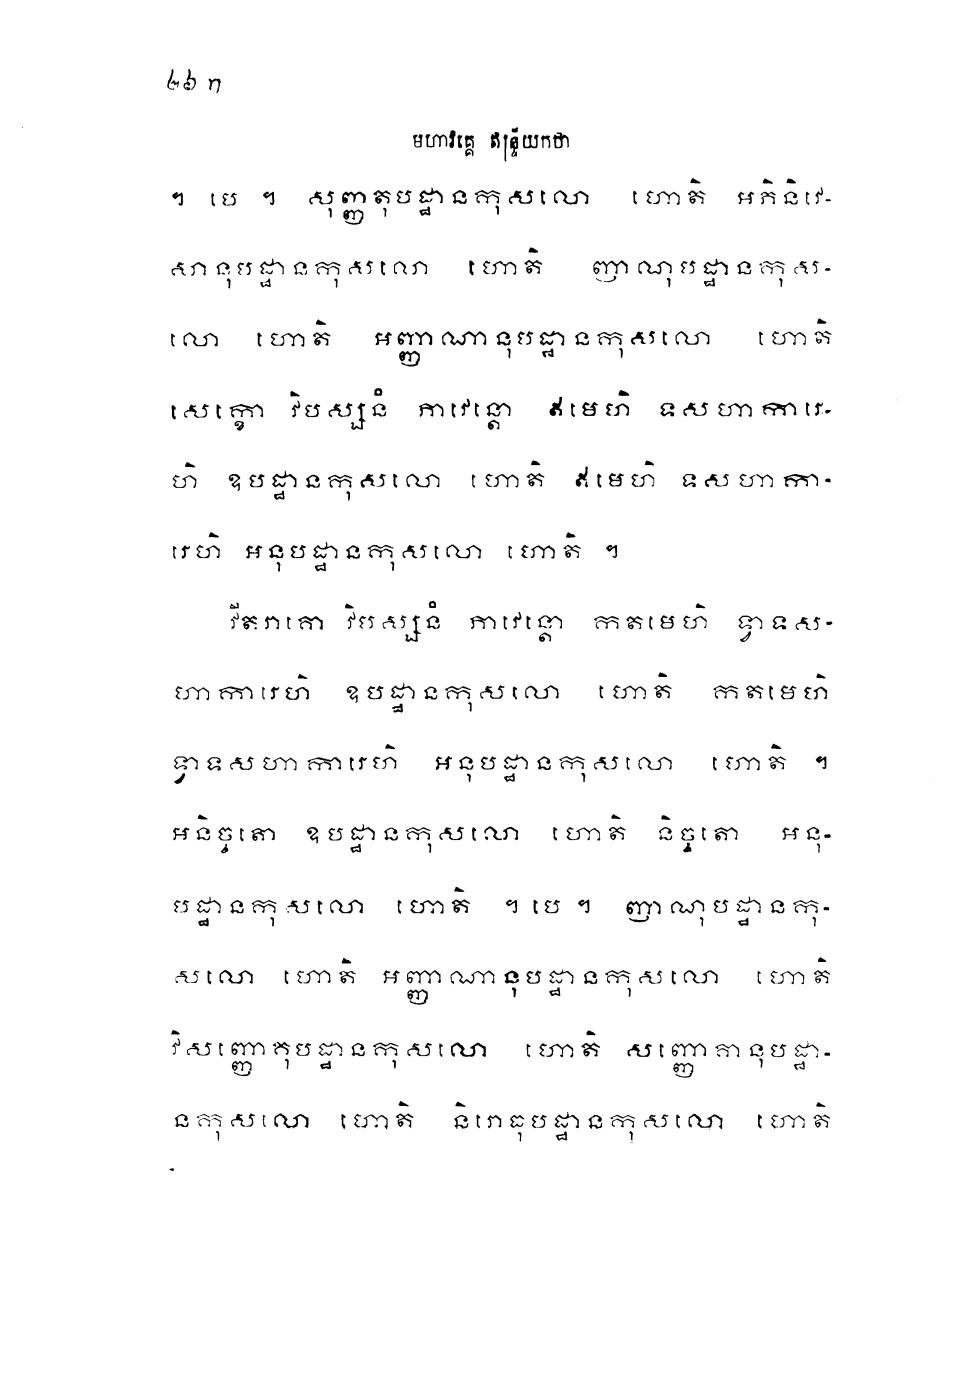 មហាវគ្គេ ឥន្ទ្រិយកថា
។ បេ ។ សុញ្ញតុបដ្ឋានកុសលោ ហោតិ អភិនិវេ-
សានុបដ្ឋានកុសលោ ហោតិ ញាណុបដ្ឋានកុស-
លោ ហោតិ អញ្ញាណានុបដ្ឋានកុសលោ ហោតិ
សេក្ខោ វិបស្សនំ ភាវេន្តោ ឥមេហិ ទសហាការេ-
ហិ ឧបដ្ឋានកុសលោ ហោតិ ឥមេហិ ទសហាកា-
រេហិ អនុបដ្ឋានកុសលោ ហោតិ ។
វីតរាគោ វិបស្សនំ ភាវេន្តោ កតមេហិ ទ្វាទស-
ហាការេហិ ឧបដ្ឋានកុសលោ ហោតិ កតមេហិ
ទ្វាទសហាការេហិ អនុបដ្ឋានកុសលោ ហោតិ ។
អនិច្ចតោ ឧបដ្ឋានកុសលោ ហោតិ និច្ចតោ អនុ-
បដ្ឋានកុសលោ ហោតិ ។ បេ ។ ញាណុបដ្ឋានកុ-
សលោ ហោតិ អញ្ញាណានុបដ្ឋានកុសលោ ហោតិ
វិសញ្ញោគុបដ្ឋានកុសលោ ហោតិ សញ្ញោគានុបដ្ឋា-
នកុសលោ ហោតិ និរោធុបដ្ឋានកុសលោ ហោតិ